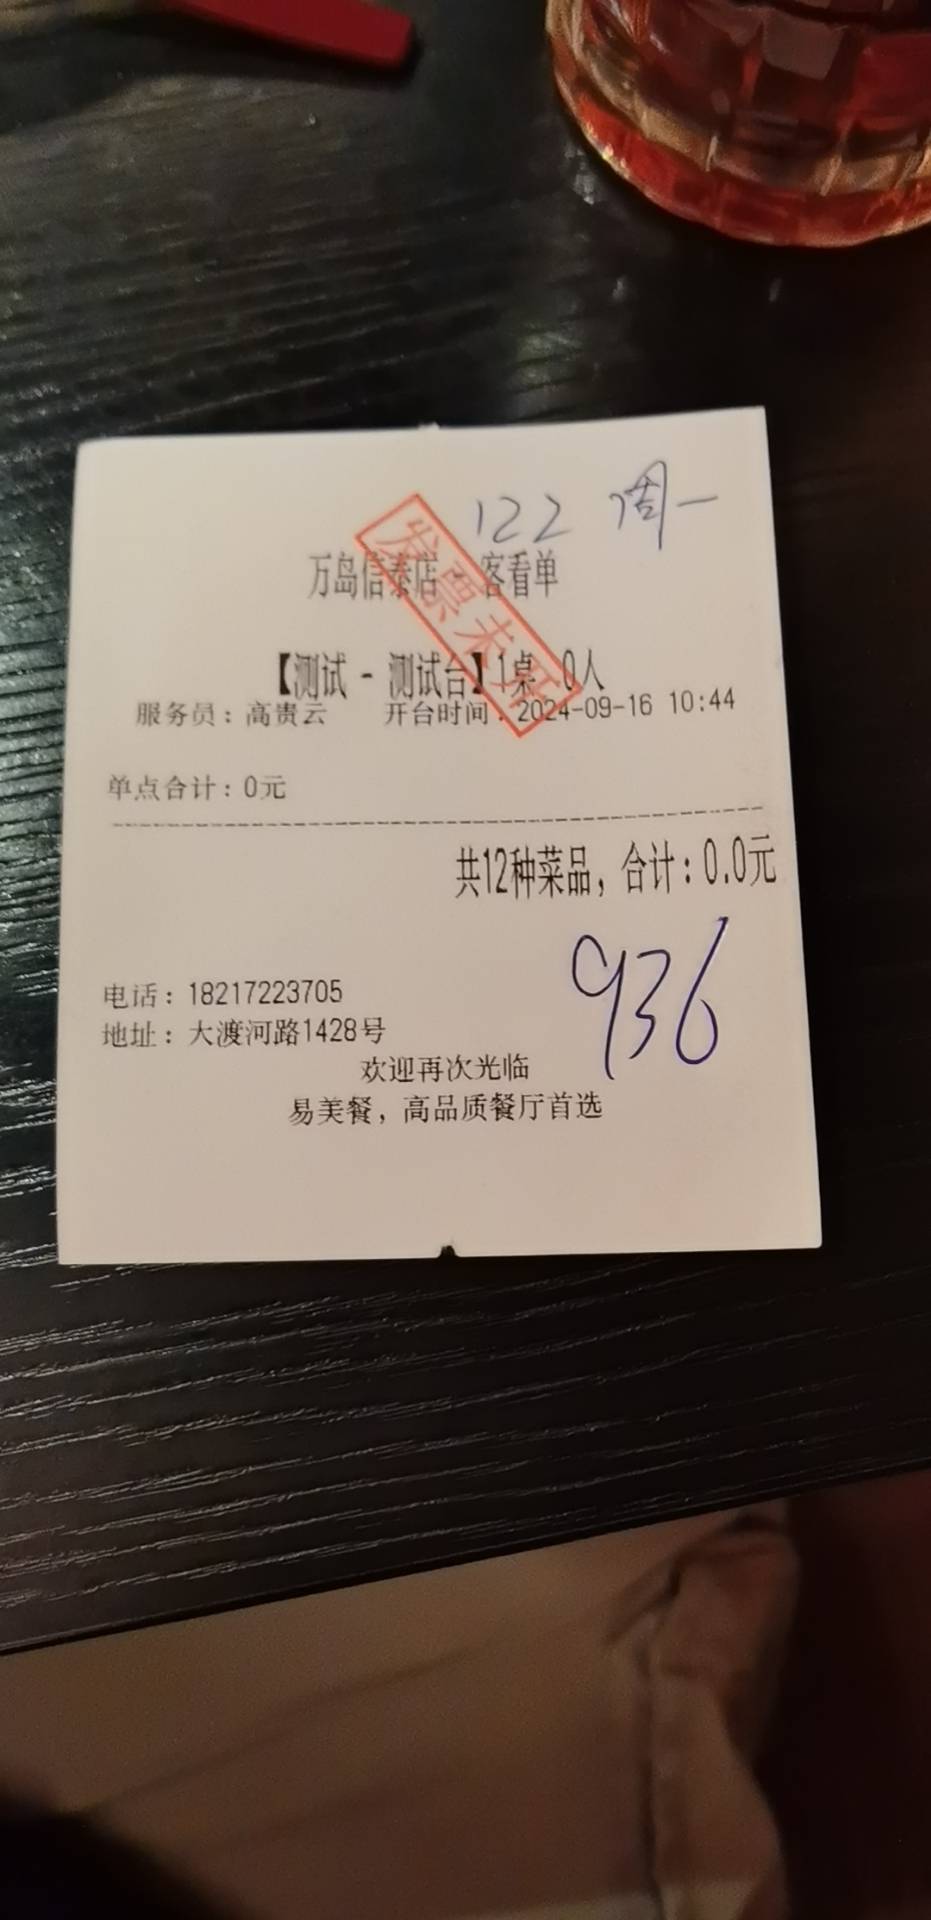 122 周一
万岛信泰店 - 客看单
发票未开
【测试 - 测试台】1桌 0人
服务员：高贵云 开台时间：2024-09-16 10:44
单点合计：0元
共12种菜品，合计：0.0元
936
电话：18217223705
地址：大渡河路1428号
欢迎再次光临
易美餐，高品质餐厅首选